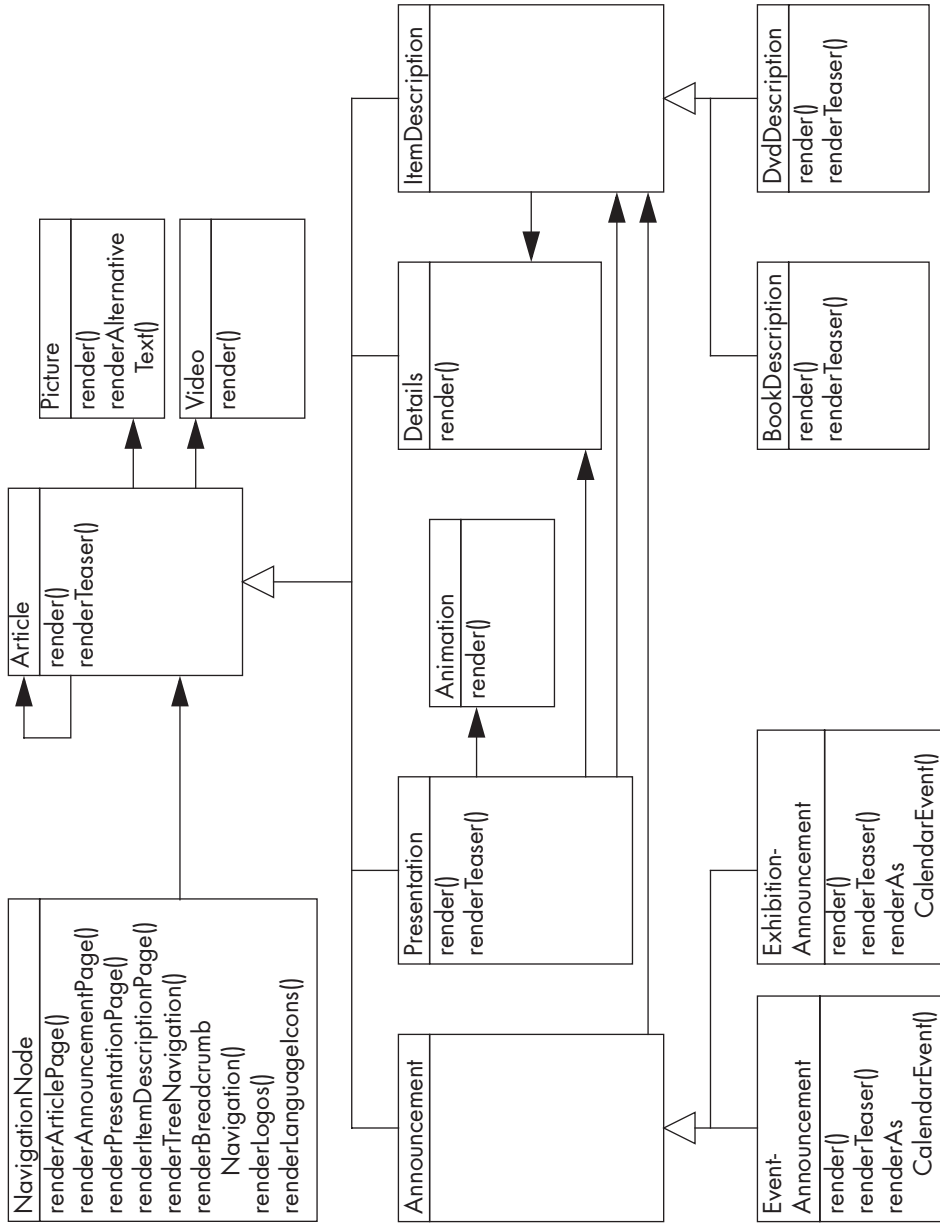 NavigationNode
renderArticlePage()
renderAnnouncementPage()
renderPresentationPage()
renderItemDescriptionPage()
renderTreeNavigation()
renderBreadcrumb
Navigation()
renderLogos()
renderLanguageIcons()
Article
render()
renderTeaser()
Picture
render()
renderAlternative
Text()
Video
render()
Announcement
Presentation
render()
renderTeaser()
Animation
render()
Details
render()
ItemDescription
Event-
Announcement
render()
renderTeaser()
renderAs
CalendarEvent()
Exhibition-
Announcement
render()
renderTeaser()
renderAs
CalendarEvent()
BookDescription
render()
renderTeaser()
DvdDescription
render()
renderTeaser()